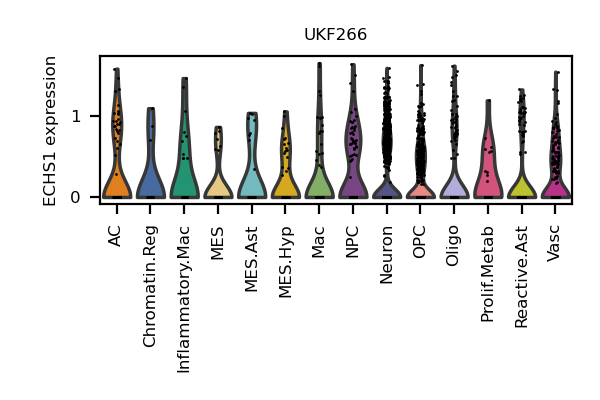 UKF266
ECHS1 expression
1
0
AC
Chromatin.Reg
Inflammatory.Mac
MES
MES.Ast
MES.Hyp
Mac
NPC
Neuron
OPC
Oligo
Prolif.Metab
Reactive.Ast
Vasc